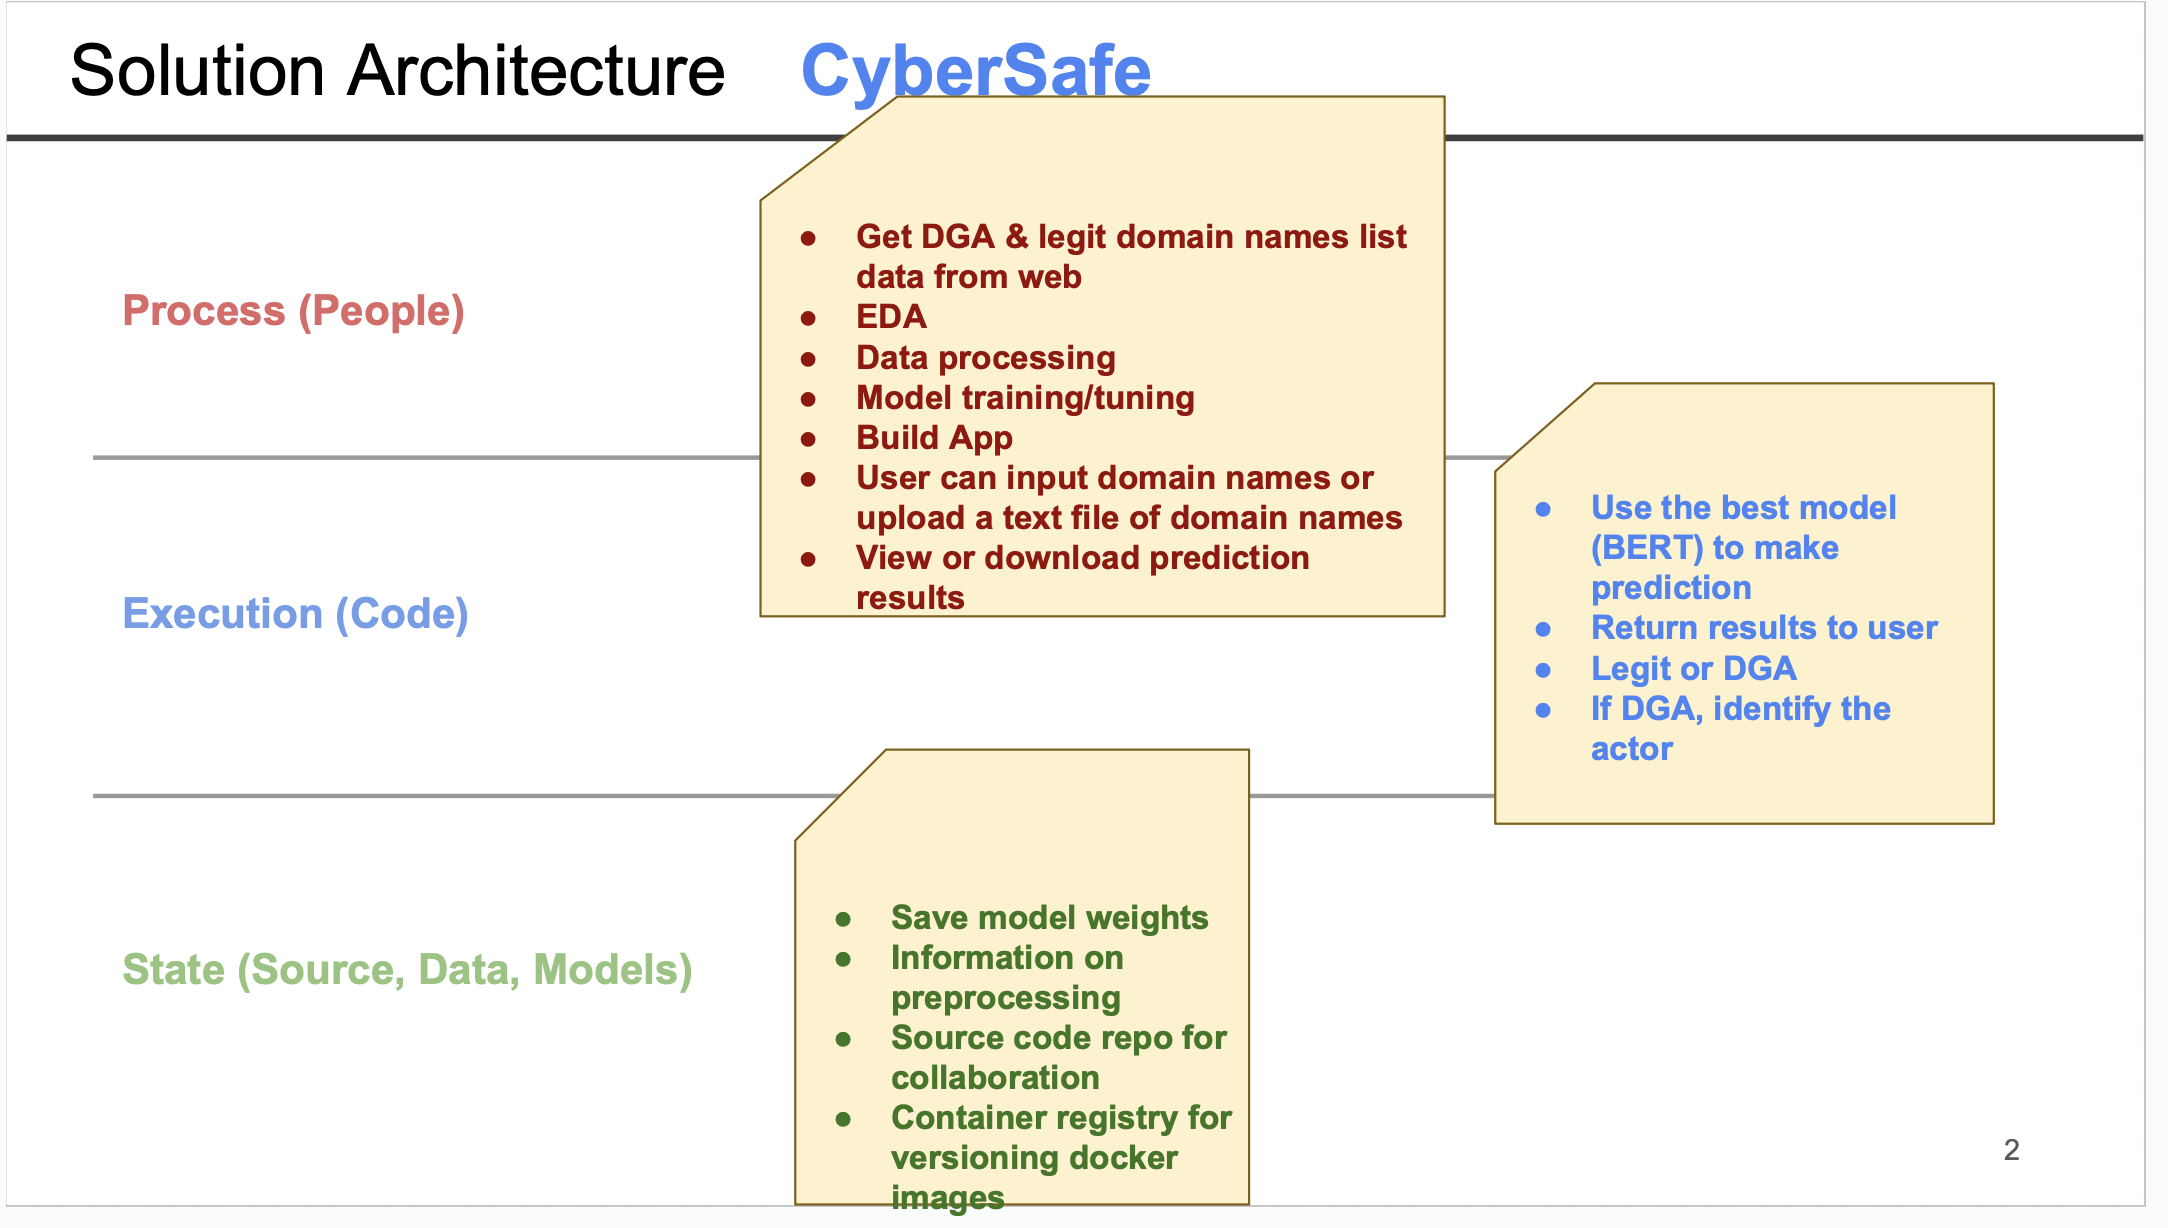 Solution Architecture CyberSafe
Process (People)
● Get DGA & legit domain names list
data from web
● EDA
● Data processing
● Model training/tuning
● Build App
● User can input domain names or
upload a text file of domain names
● View or download prediction
results
Execution (Code)
● Use the best model
(BERT) to make
prediction
● Return results to user
● Legit or DGA
● If DGA, identify the
actor
State (Source, Data, Models)
● Save model weights
● Information on
preprocessing
● Source code repo for
collaboration
● Container registry for
versioning docker
images
2